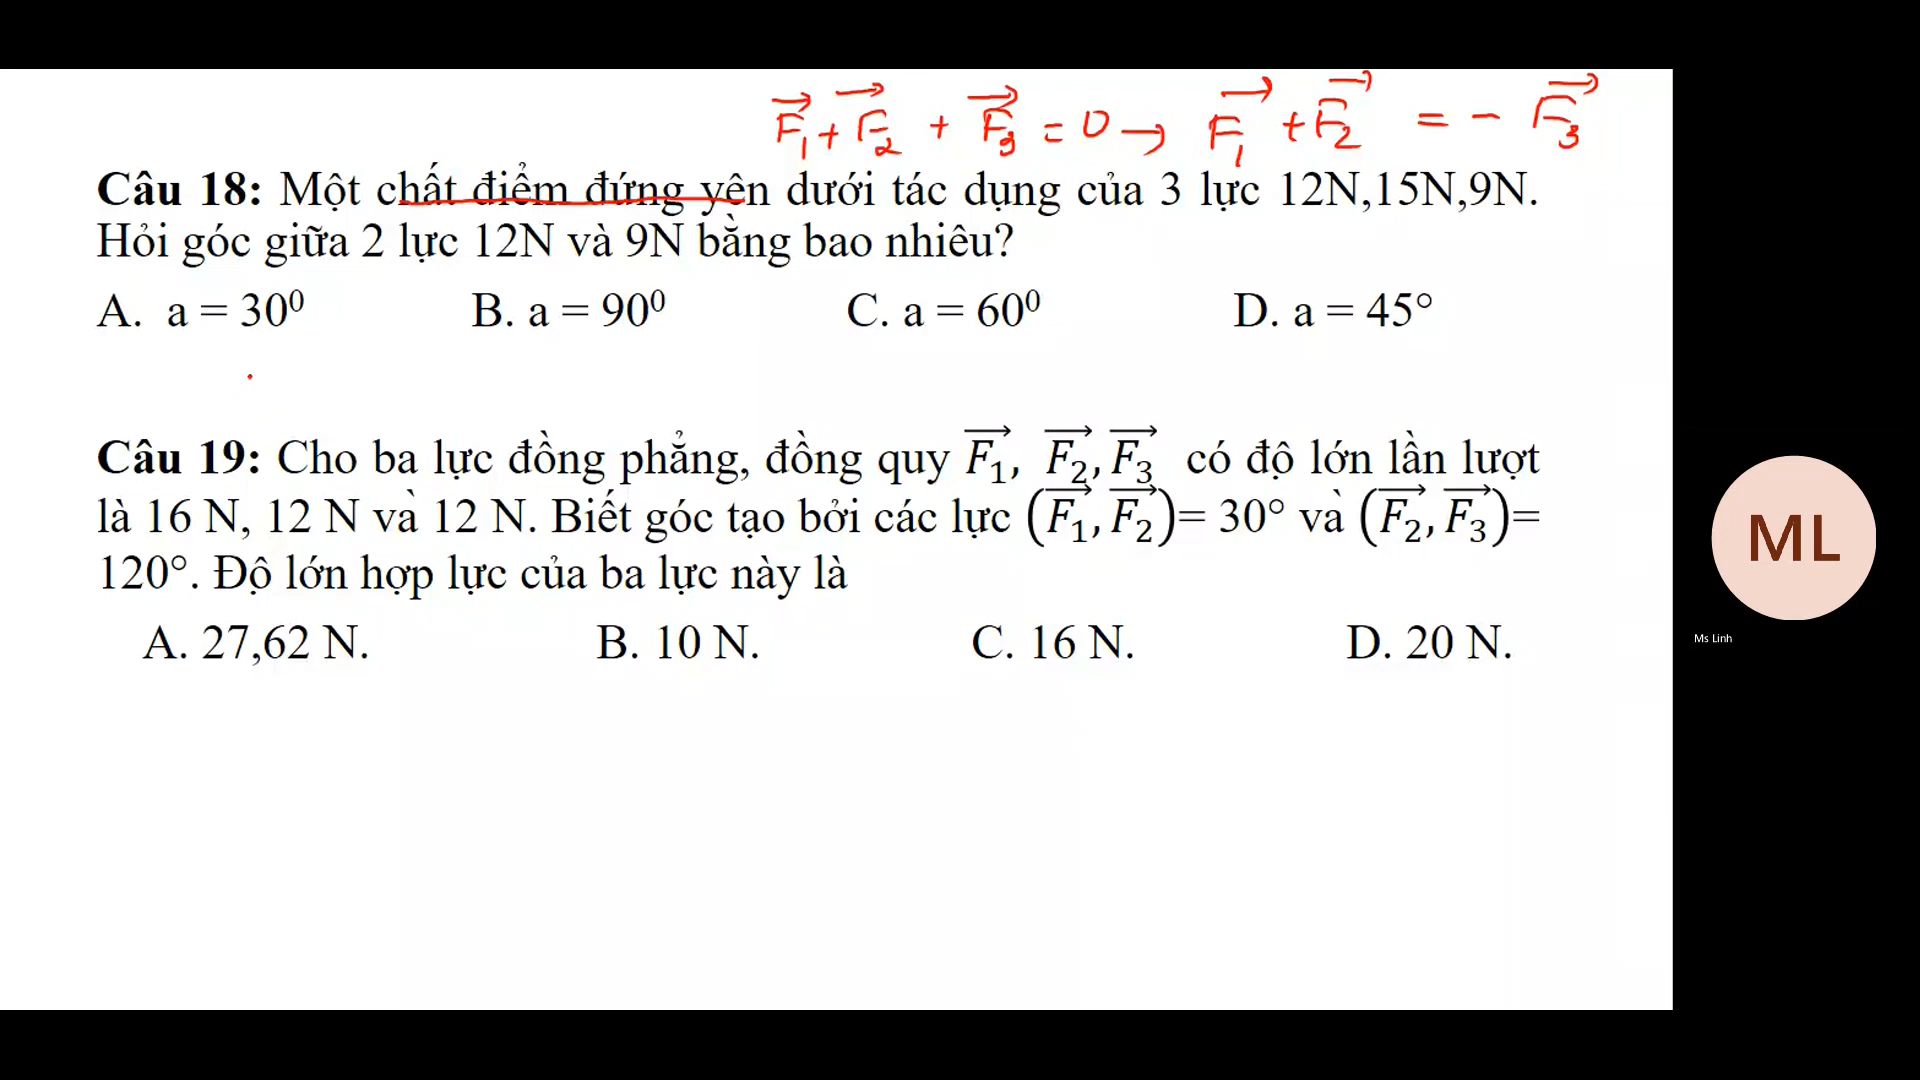 F₁ + F₂ + F₃ = 0 → F₁ + F₂ = - F₃
Câu 18: Một chất điểm đứng yên dưới tác dụng của 3 lực 12N,15N,9N.
Hỏi góc giữa 2 lực 12N và 9N bằng bao nhiêu?
A. a = 30⁰ B. a = 90⁰ C. a = 60⁰ D. a = 45°
Câu 19: Cho ba lực đồng phẳng, đồng quy F₁, F₂, F₃ có độ lớn lần lượt
là 16 N, 12 N và 12 N. Biết góc tạo bởi các lực (F₁, F₂)= 30° và (F₂, F₃)=
120°. Độ lớn hợp lực của ba lực này là
A. 27,62 N. B. 10 N. C. 16 N. D. 20 N.
ML
Ms Linh